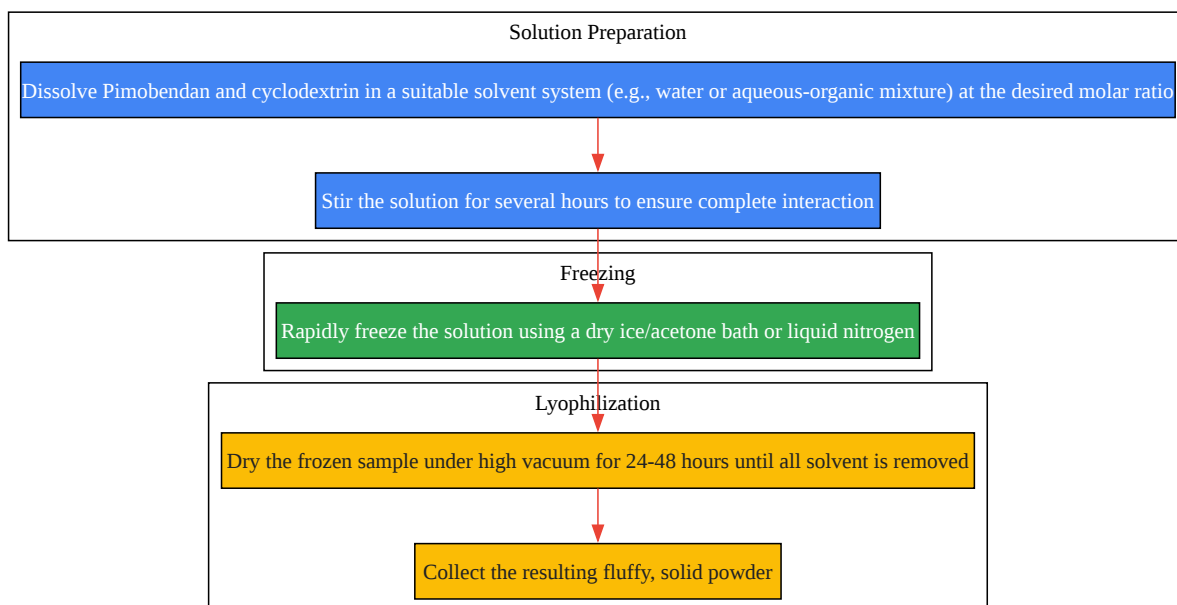 Solution Preparation
Dissolve Pimobendan and cyclodextrin in a suitable solvent system (e.g., water or aqueous-organic mixture) at the desired molar ratio
Stir the solution for several hours to ensure complete interaction
Freezing
Rapidly freeze the solution using a dry ice/acetone bath or liquid nitrogen
Lyophilization
Dry the frozen sample under high vacuum for 24-48 hours until all solvent is removed
Collect the resulting fluffy, solid powder